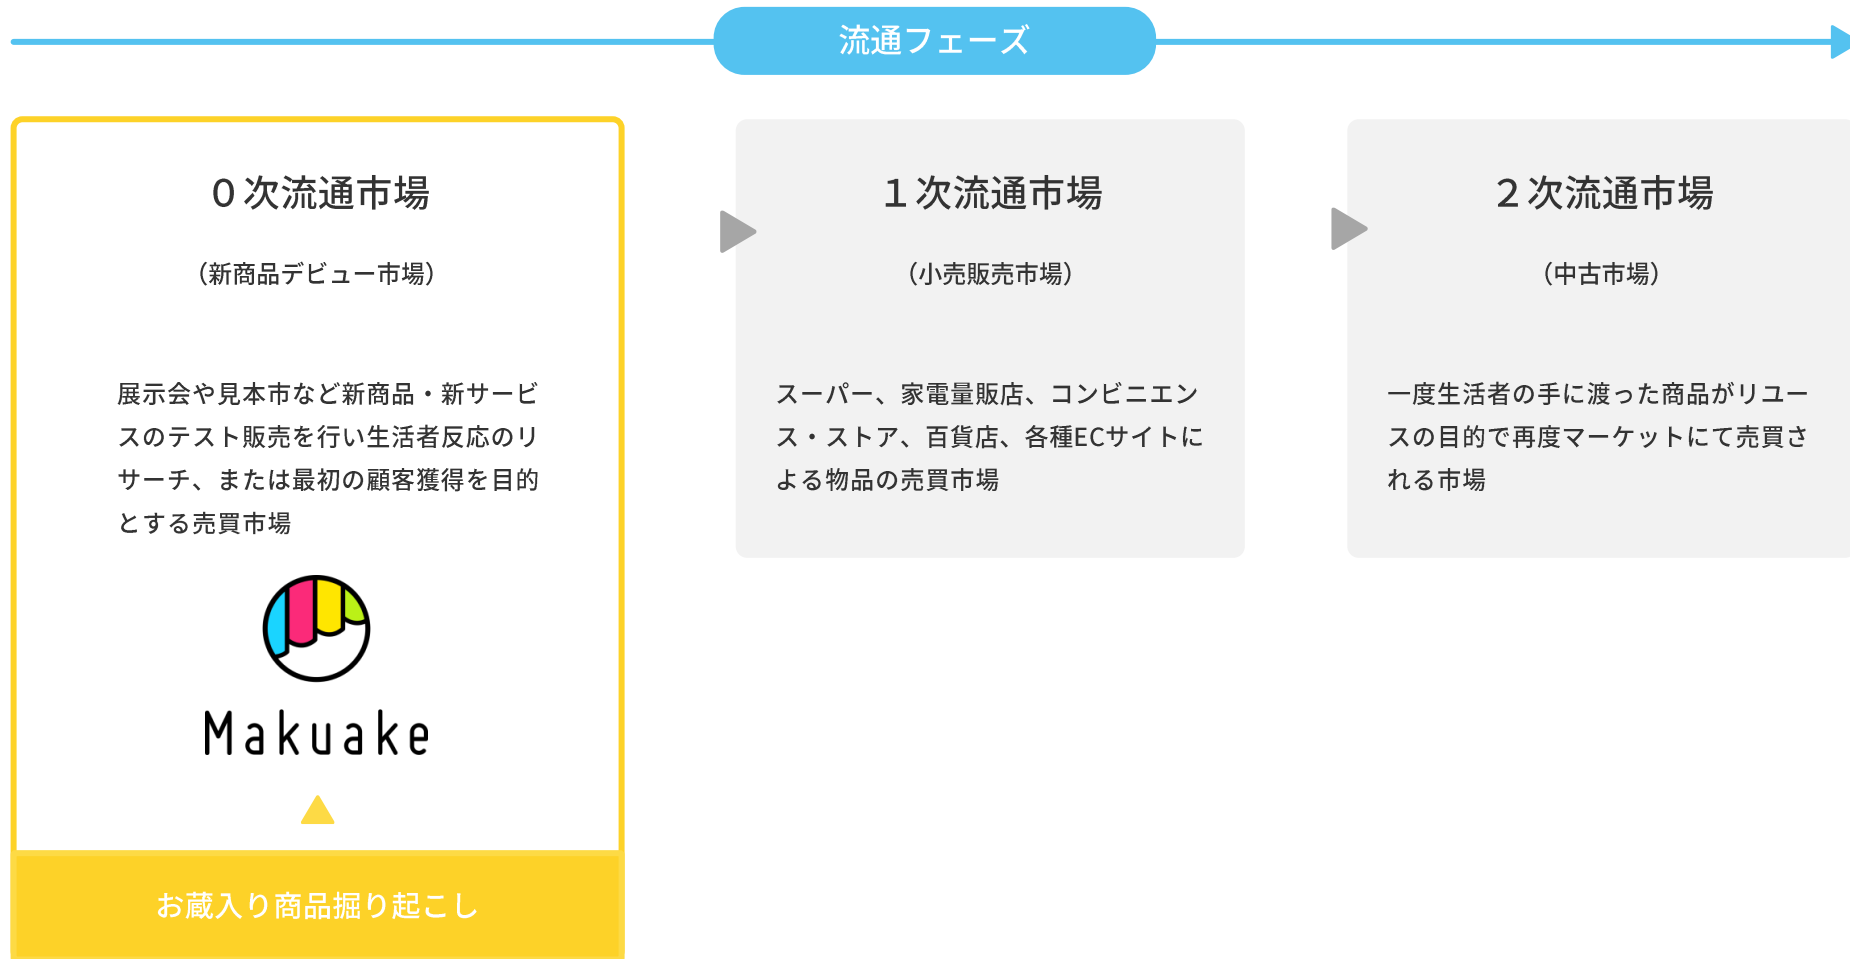 流通フェーズ
０次流通市場
（新商品デビュー市場）
展示会や見本市など新商品・新サービ
スのテスト販売を行い生活者反応のリ
サーチ、または最初の顧客獲得を目的
とする売買市場
Makuake
お蔵入り商品掘り起こし
１次流通市場
（小売販売市場）
スーパー、家電量販店、コンビニエン
ス・ストア、百貨店、各種ECサイトに
よる物品の売買市場
２次流通市場
（中古市場）
一度生活者の手に渡った商品がリユー
スの目的で再度マーケットにて売買さ
れる市場